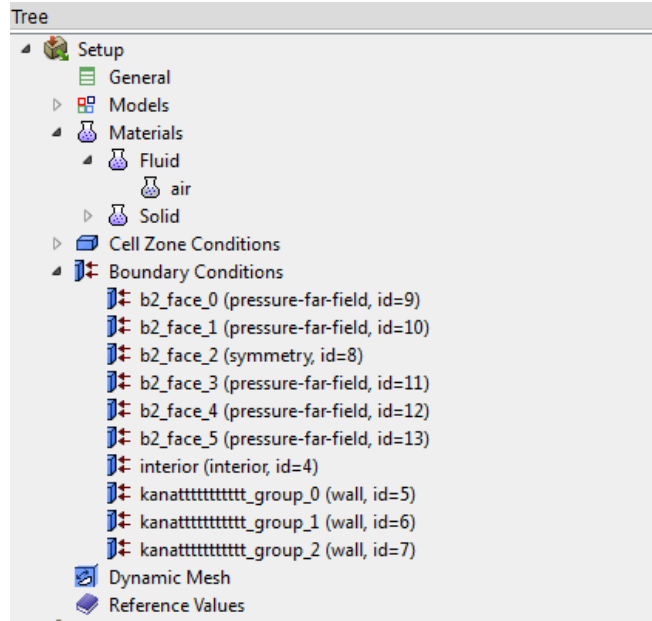 Tree
Setup
General
Models
Materials
Fluid
air
Solid
Cell Zone Conditions
Boundary Conditions
b2_face_0 (pressure-far-field, id=9)
b2_face_1 (pressure-far-field, id=10)
b2_face_2 (symmetry, id=8)
b2_face_3 (pressure-far-field, id=11)
b2_face_4 (pressure-far-field, id=12)
b2_face_5 (pressure-far-field, id=13)
interior (interior, id=4)
kanatttttttttttt_group_0 (wall, id=5)
kanatttttttttttt_group_1 (wall, id=6)
kanatttttttttttt_group_2 (wall, id=7)
Dynamic Mesh
Reference Values